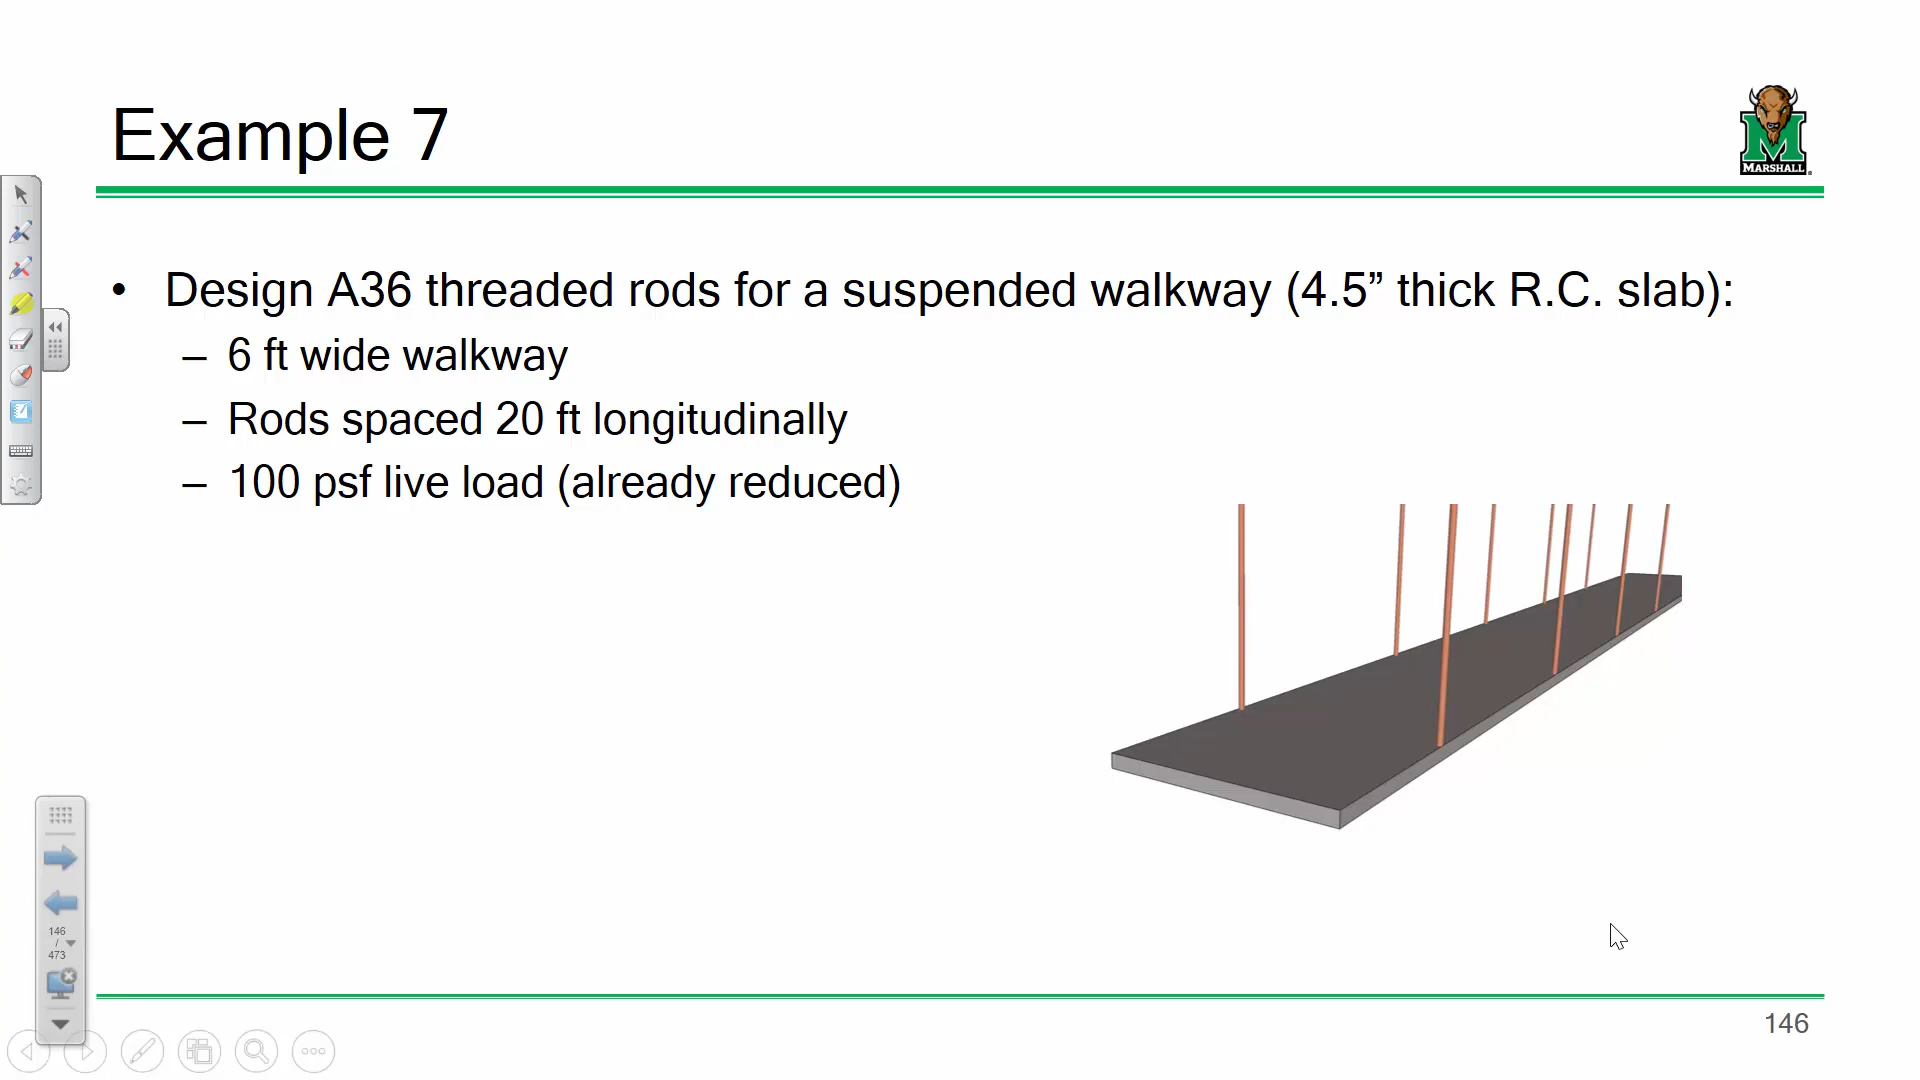 Example 7
MARSHALL
• Design A36 threaded rods for a suspended walkway (4.5” thick R.C. slab):
– 6 ft wide walkway
– Rods spaced 20 ft longitudinally
– 100 psf live load (already reduced)
146
/
473
146